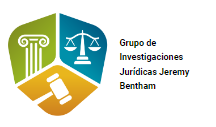 Grupo de
Investigaciones
Jurídicas Jeremy
Bentham